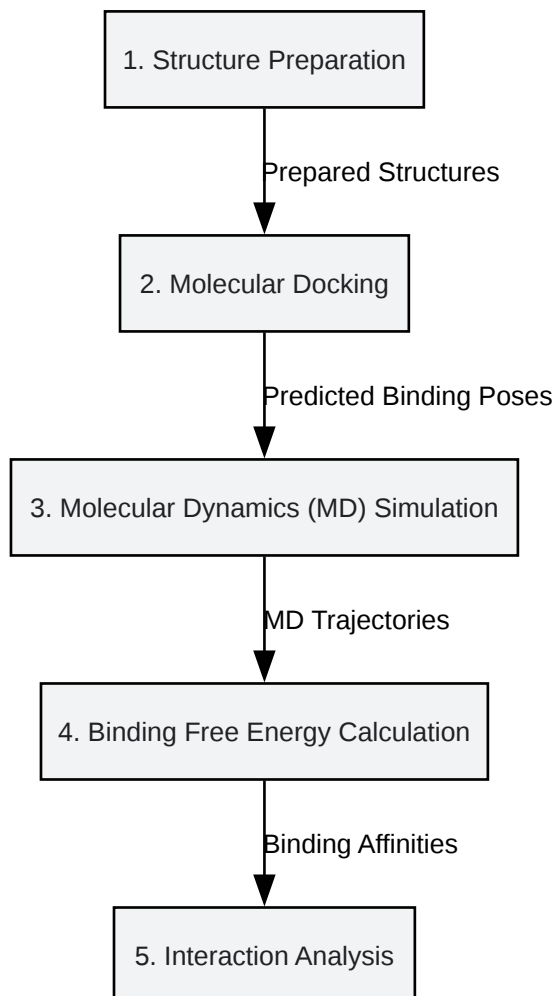 1. Structure Preparation
Prepared Structures
2. Molecular Docking
Predicted Binding Poses
3. Molecular Dynamics (MD) Simulation
MD Trajectories
4. Binding Free Energy Calculation
Binding Affinities
5. Interaction Analysis